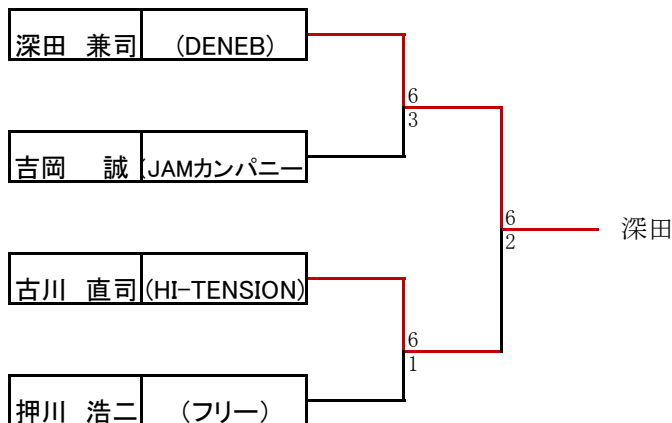 深田　兼司 (DENEB)
6
3
吉岡　誠 (JAMカンパニー
6
2
深田
古川　直司 (HI-TENSION)
6
1
押川　浩二 (フリー)